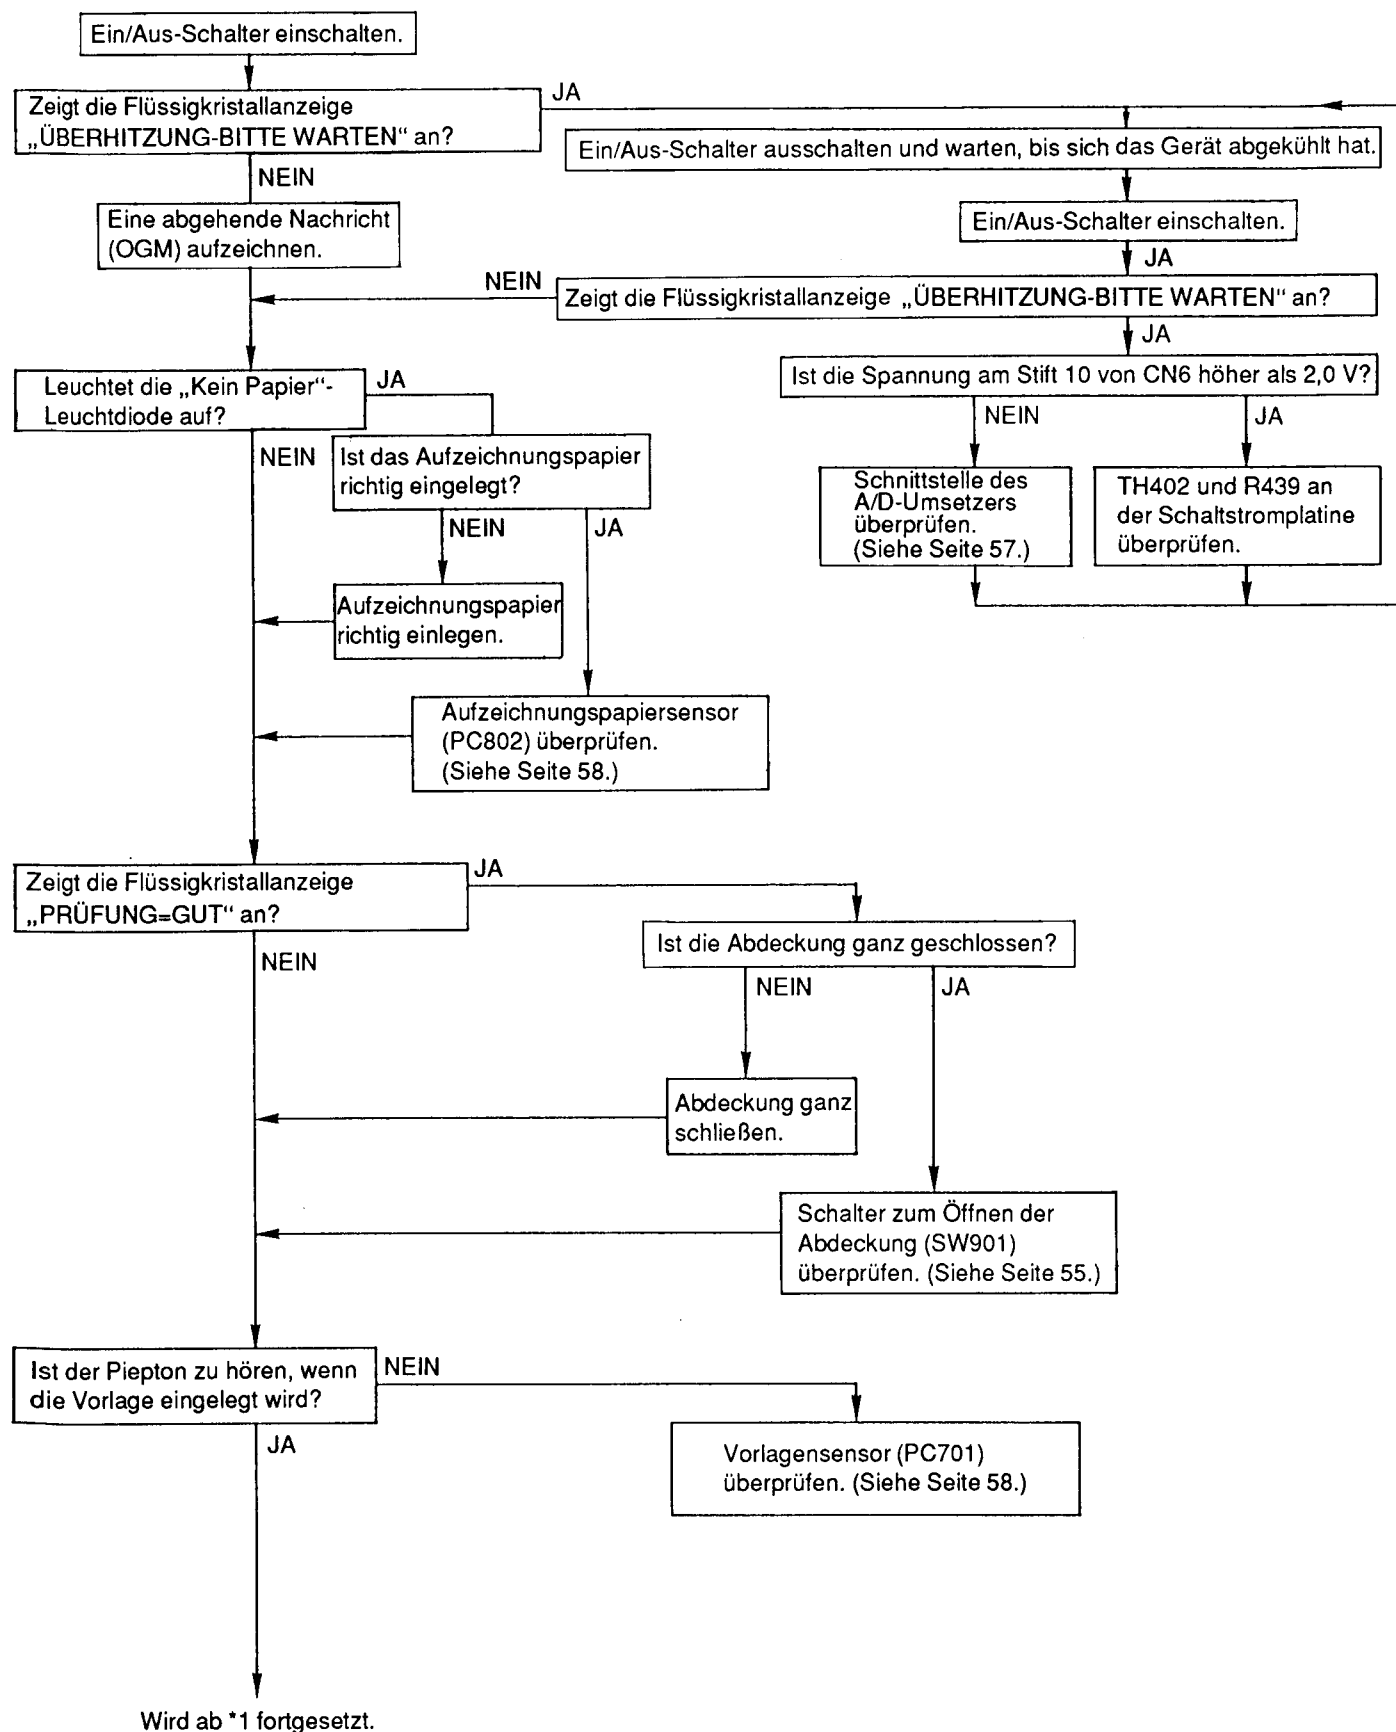 Ein/Aus-Schalter einschalten.
Zeigt die Flüssigkristallanzeige
„ÜBERHITZUNG-BITTE WARTEN“ an?
JA
Ein/Aus-Schalter ausschalten und warten, bis sich das Gerät abgekühlt hat.
NEIN
Eine abgehende Nachricht
(OGM) aufzeichnen.
Ein/Aus-Schalter einschalten.
JA
NEIN
Zeigt die Flüssigkristallanzeige „ÜBERHITZUNG-BITTE WARTEN“ an?
JA
Ist die Spannung am Stift 10 von CN6 höher als 2,0 V?
NEIN
JA
Schnittstelle des
A/D-Umsetzers
überprüfen.
(Siehe Seite 57.)
TH402 und R439 an
der Schaltstromplatine
überprüfen.
Leuchtet die „Kein Papier“-
Leuchtdiode auf?
JA
NEIN
Ist das Aufzeichnungspapier
richtig eingelegt?
NEIN
JA
Aufzeichnungspapier
richtig einlegen.
Aufzeichnungspapiersensor
(PC802) überprüfen.
(Siehe Seite 58.)
Zeigt die Flüssigkristallanzeige
„PRÜFUNG=GUT“ an?
JA
NEIN
Ist die Abdeckung ganz geschlossen?
NEIN
JA
Abdeckung ganz
schließen.
Schalter zum Öffnen der
Abdeckung (SW901)
überprüfen. (Siehe Seite 55.)
Ist der Piepton zu hören, wenn
die Vorlage eingelegt wird?
NEIN
JA
Vorlagensensor (PC701)
überprüfen. (Siehe Seite 58.)
Wird ab *1 fortgesetzt.